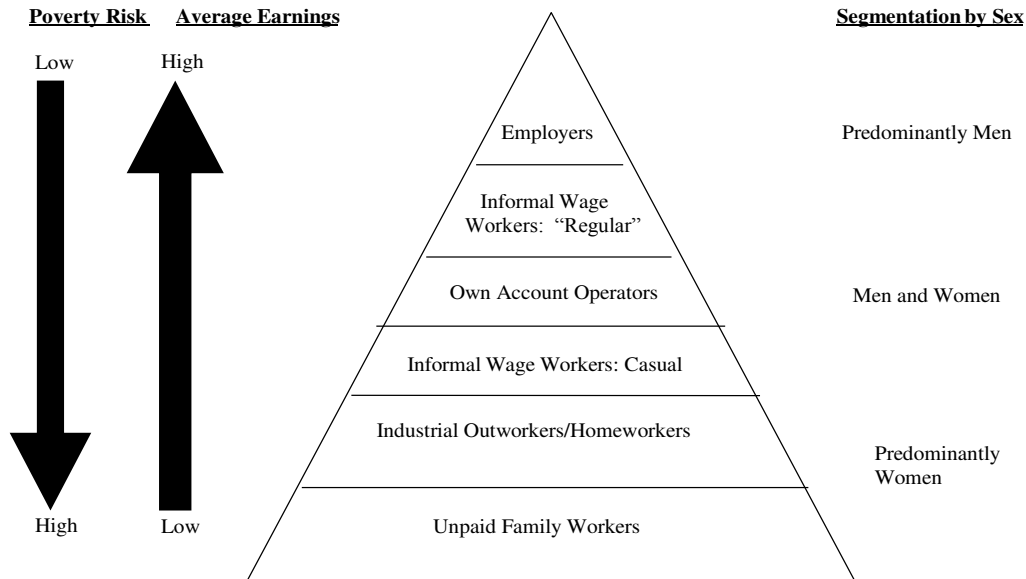 Poverty Risk
Average Earnings
Segmentation by Sex
Low
High
Employers
Predominantly Men
Informal Wage
Workers: “Regular”
Own Account Operators
Men and Women
Informal Wage Workers: Casual
Industrial Outworkers/Homeworkers
Predominantly
Women
High
Low
Unpaid Family Workers